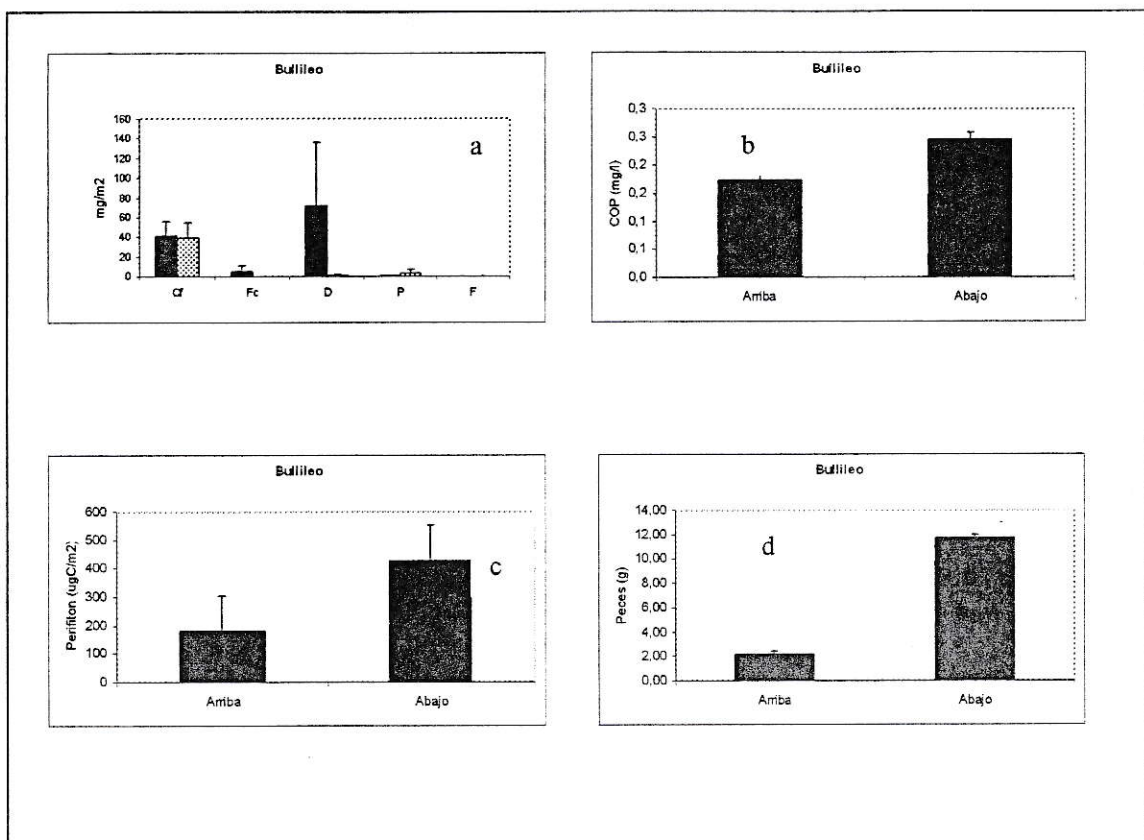 Bullileo
a
mg/m2
160
140
120
100
80
60
40
20
0
Cf Fc D P F
Bullileo
b
COP (mg/l)
0,3
0,3
0,2
0,2
0,1
0,1
0,0
Arriba Abajo
Bullileo
c
Perifiton (ugC/m2)
600
500
400
300
200
100
0
Arriba Abajo
Bullileo
d
Peces (g)
14,00
12,00
10,00
8,00
6,00
4,00
2,00
0,00
Arriba Abajo